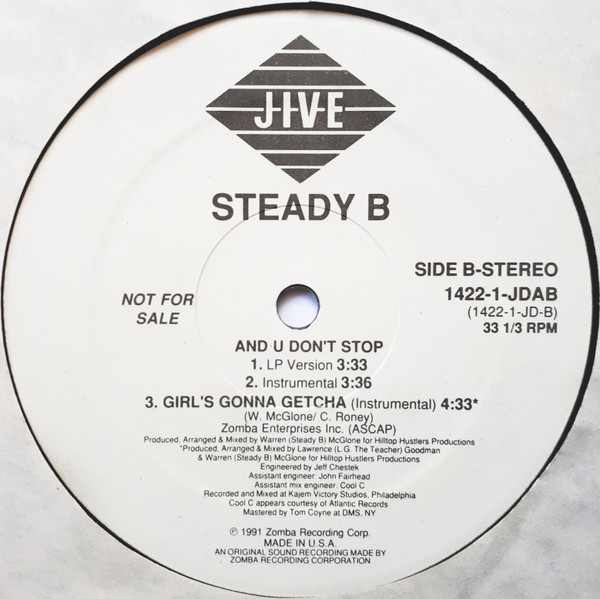 JIVE
STEADY B
NOT FOR
SALE
SIDE B-STEREO
1422-1-JDAB
(1422-1-JD-B)
33 1/3 RPM
AND U DON'T STOP
1. LP Version 3:33
2. Instrumental 3:36
3. GIRL'S GONNA GETCHA (Instrumental) 4:33*
(W. McGlone/ C. Roney)
Zomba Enterprises Inc. (ASCAP)
Produced, Arranged & Mixed by Warren (Steady B) McGlone for Hilltop Hustlers Productions
*Produced, Arranged & Mixed by Lawrence (L.G. The Teacher) Goodman
& Warren (Steady B) McGlone for Hilltop Hustlers Productions
Engineered by Jeff Chestek
Assistant engineer: John Fairhead
Assistant mix engineer: Cool C
Recorded and Mixed at Kajem Victory Studios, Philadelphia
Cool C appears courtesy of Atlantic Records
Mastered by Tom Coyne at DMS, NY
℗ 1991 Zomba Recording Corp.
MADE IN U.S.A.
AN ORIGINAL SOUND RECORDING MADE BY
ZOMBA RECORDING CORPORATION